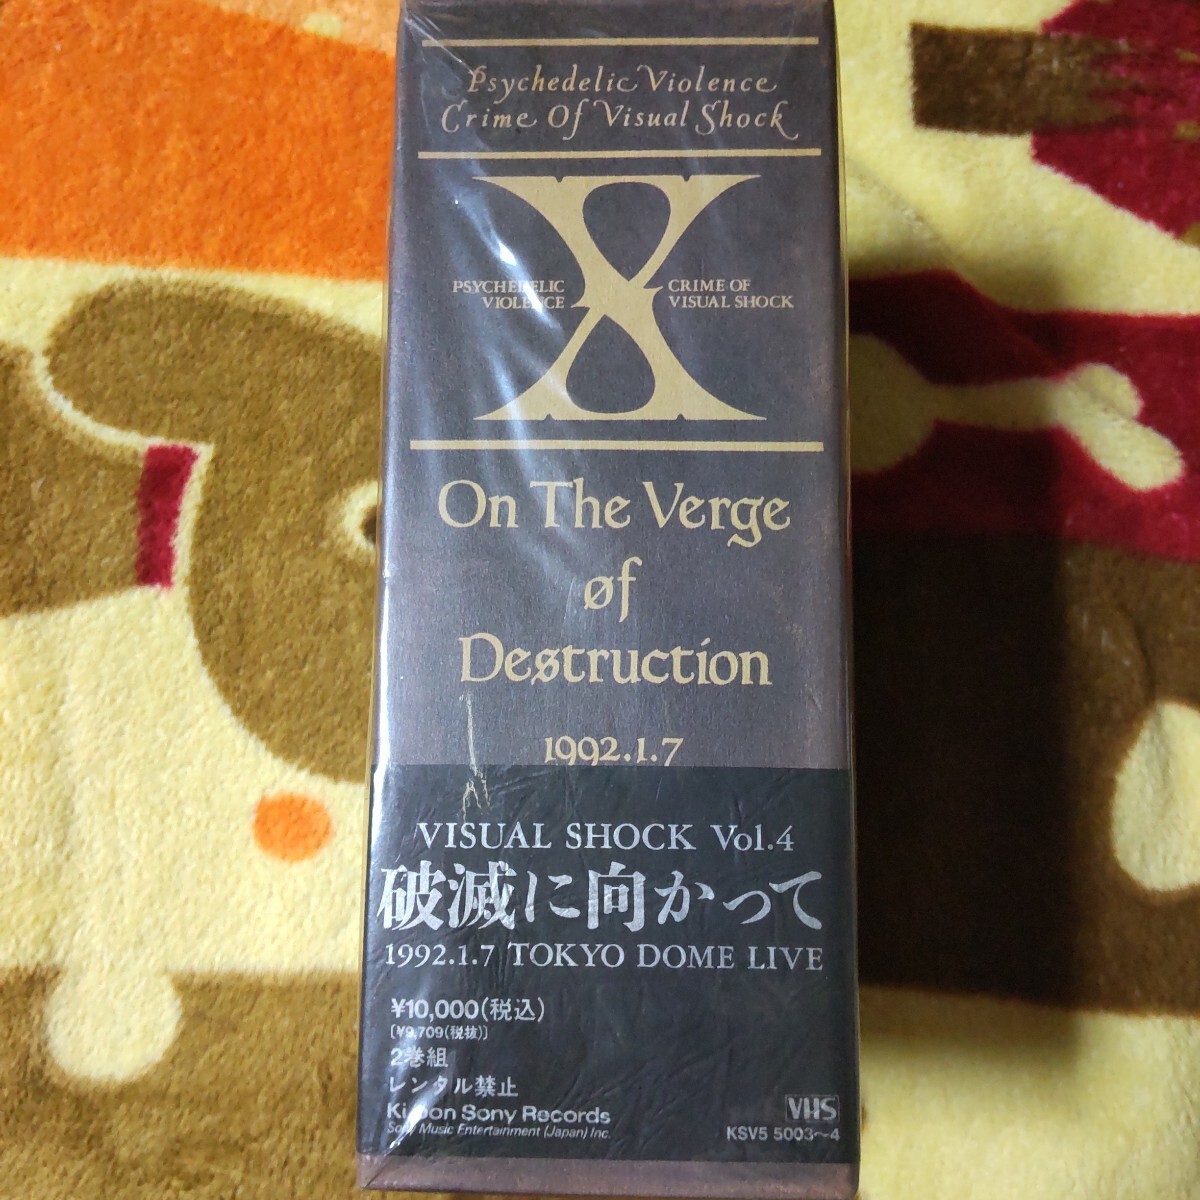 Psychedelic Violence
Crime Of Visual Shock
X
PSYCHEDELIC
VIOLENCE
CRIME OF
VISUAL SHOCK
On The Verge
øf
Destruction
1992.1.7
VISUAL SHOCK Vol.4
破滅に向かって
1992.1.7 TOKYO DOME LIVE
¥10,000(税込)
〔¥9,709(税抜)〕
2巻組
レンタル禁止
Ki/oon Sony Records
Sony Music Entertainment (Japan) Inc.
VHS
KSV5 5003〜4